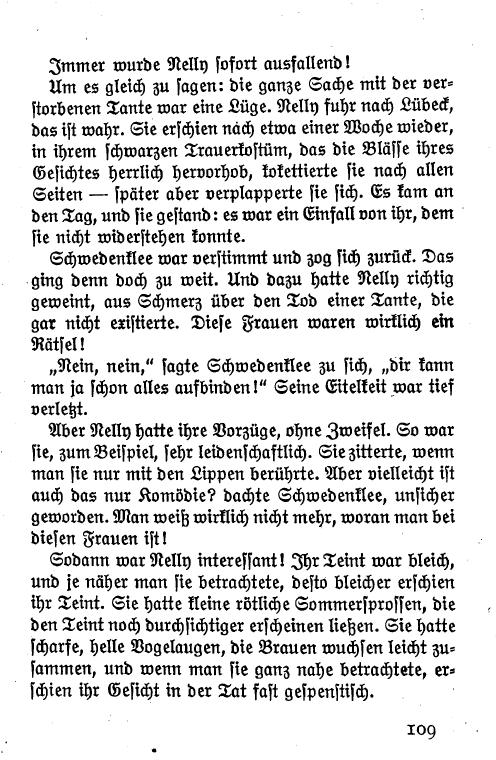 Immer wurde Nelly sofort ausfallend!
Um es gleich zu sagen: die ganze Sache mit der ver-
storbenen Tante war eine Lüge. Nelly fuhr nach Lübeck,
das ist wahr. Sie erschien nach etwa einer Woche wieder,
in ihrem schwarzen Trauerkostüm, das die Blässe ihres
Gesichtes herrlich hervorhob, kokettierte sie nach allen
Seiten — später aber verplapperte sie sich. Es kam an
den Tag, und sie gestand: es war ein Einfall von ihr, dem
sie nicht widerstehen konnte.
Schwedenklee war verstimmt und zog sich zurück. Das
ging denn doch zu weit. Und dazu hatte Nelly richtig
geweint, aus Schmerz über den Tod einer Tante, die
gar nicht existierte. Diese Frauen waren wirklich ein
Rätsel!
„Nein, nein,“ sagte Schwedenklee zu sich, „dir kann
man ja schon alles aufbinden!“ Seine Eitelkeit war tief
verletzt.
Aber Nelly hatte ihre Vorzüge, ohne Zweifel. So war
sie, zum Beispiel, sehr leidenschaftlich. Sie zitterte, wenn
man sie nur mit den Lippen berührte. Aber vielleicht ist
auch das nur Komödie? dachte Schwedenklee, unsicher
geworden. Man weiß wirklich nicht mehr, woran man bei
diesen Frauen ist!
Sodann war Nelly interessant! Ihr Teint war bleich,
und je näher man sie betrachtete, desto bleicher erschien
ihr Teint. Sie hatte kleine rötliche Sommersprossen, die
den Teint noch durchsichtiger erscheinen ließen. Sie hatte
scharfe, helle Vogelaugen, die Brauen wuchsen leicht zu-
sammen, und wenn man sie ganz nahe betrachtete, er-
schien ihr Gesicht in der Tat fast gespenstisch.
109